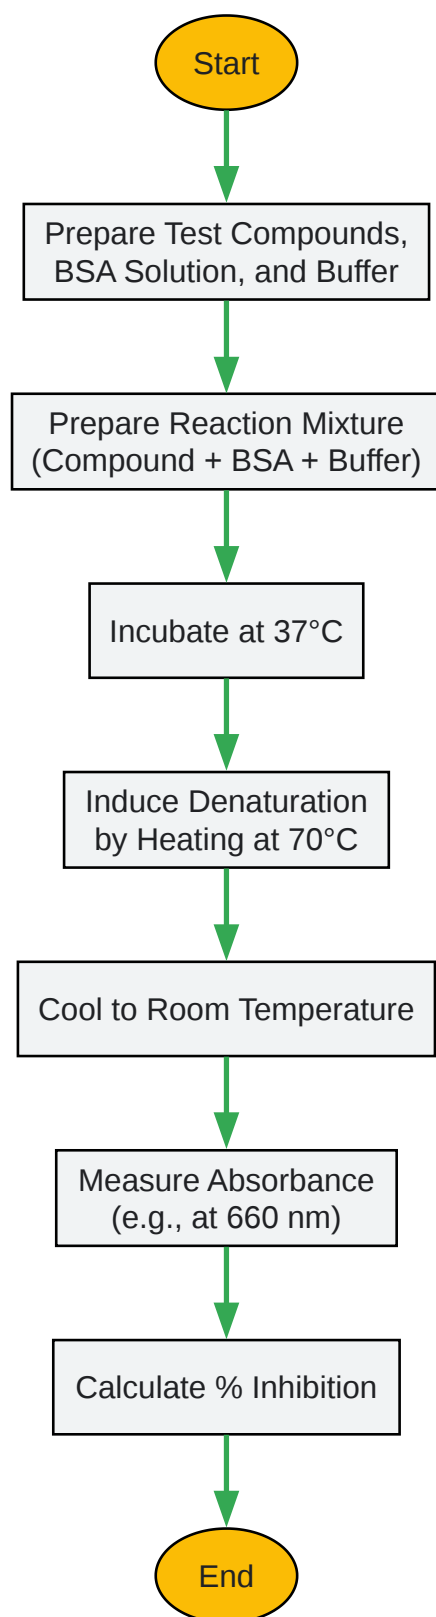 Start
Prepare Test Compounds,
BSA Solution, and Buffer
Prepare Reaction Mixture
(Compound + BSA + Buffer)
Incubate at 37°C
Induce Denaturation
by Heating at 70°C
Cool to Room Temperature
Measure Absorbance
(e.g., at 660 nm)
Calculate % Inhibition
End